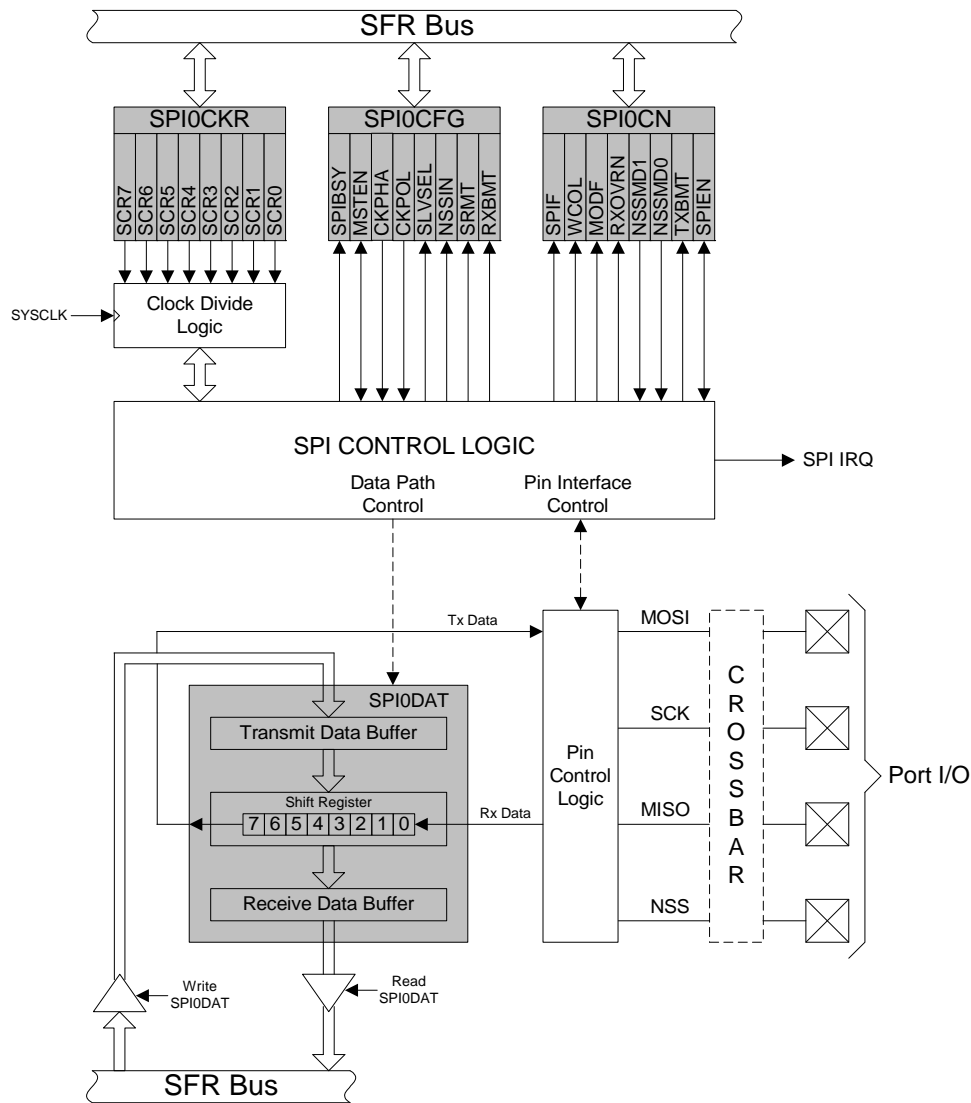 SFR Bus
SPI0CKR
SPI0CFG
SPI0CN
SCR7
SCR6
SCR5
SCR4
SCR3
SCR2
SCR1
SCR0
SPIBSY
MSTEN
CKPHA
CKPOL
SLVSEL
NSSIN
SRMT
RXBMT
SPIF
WCOL
MODF
RXOVRN
NSSMD1
NSSMD0
TXBMT
SPIEN
SYSCLK
Clock Divide
Logic
SPI CONTROL LOGIC
SPI IRQ
Data Path
Control
Pin Interface
Control
Tx Data
MOSI
SPI0DAT
Transmit Data Buffer
SCK
Shift Register
7 6 5 4 3 2 1 0
Rx Data
Pin
Control
Logic
MISO
CROSSBAR
Port I/O
Receive Data Buffer
NSS
Write
SPI0DAT
Read
SPI0DAT
SFR Bus